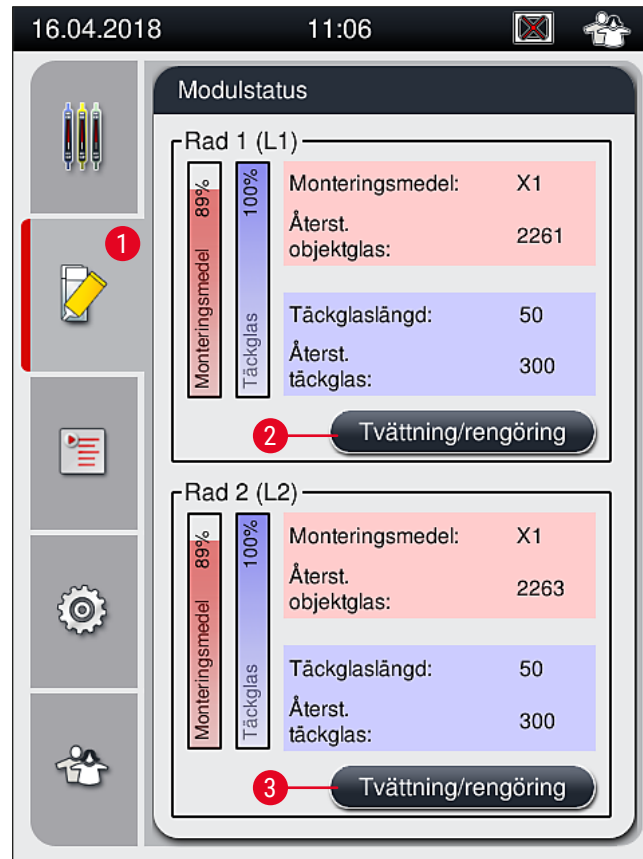 16.04.2018 11:06
Modulstatus
Rad 1 (L1)
Monteringsmedel 89%
Täckglas 100%
Monteringsmedel: X1
Återst.
objektglas: 2261
Täckglaslängd: 50
Återst.
täckglas: 300
1
2
Tvättning/rengöring
Rad 2 (L2)
Monteringsmedel 89%
Täckglas 100%
Monteringsmedel: X1
Återst.
objektglas: 2263
Täckglaslängd: 50
Återst.
täckglas: 300
3
Tvättning/rengöring